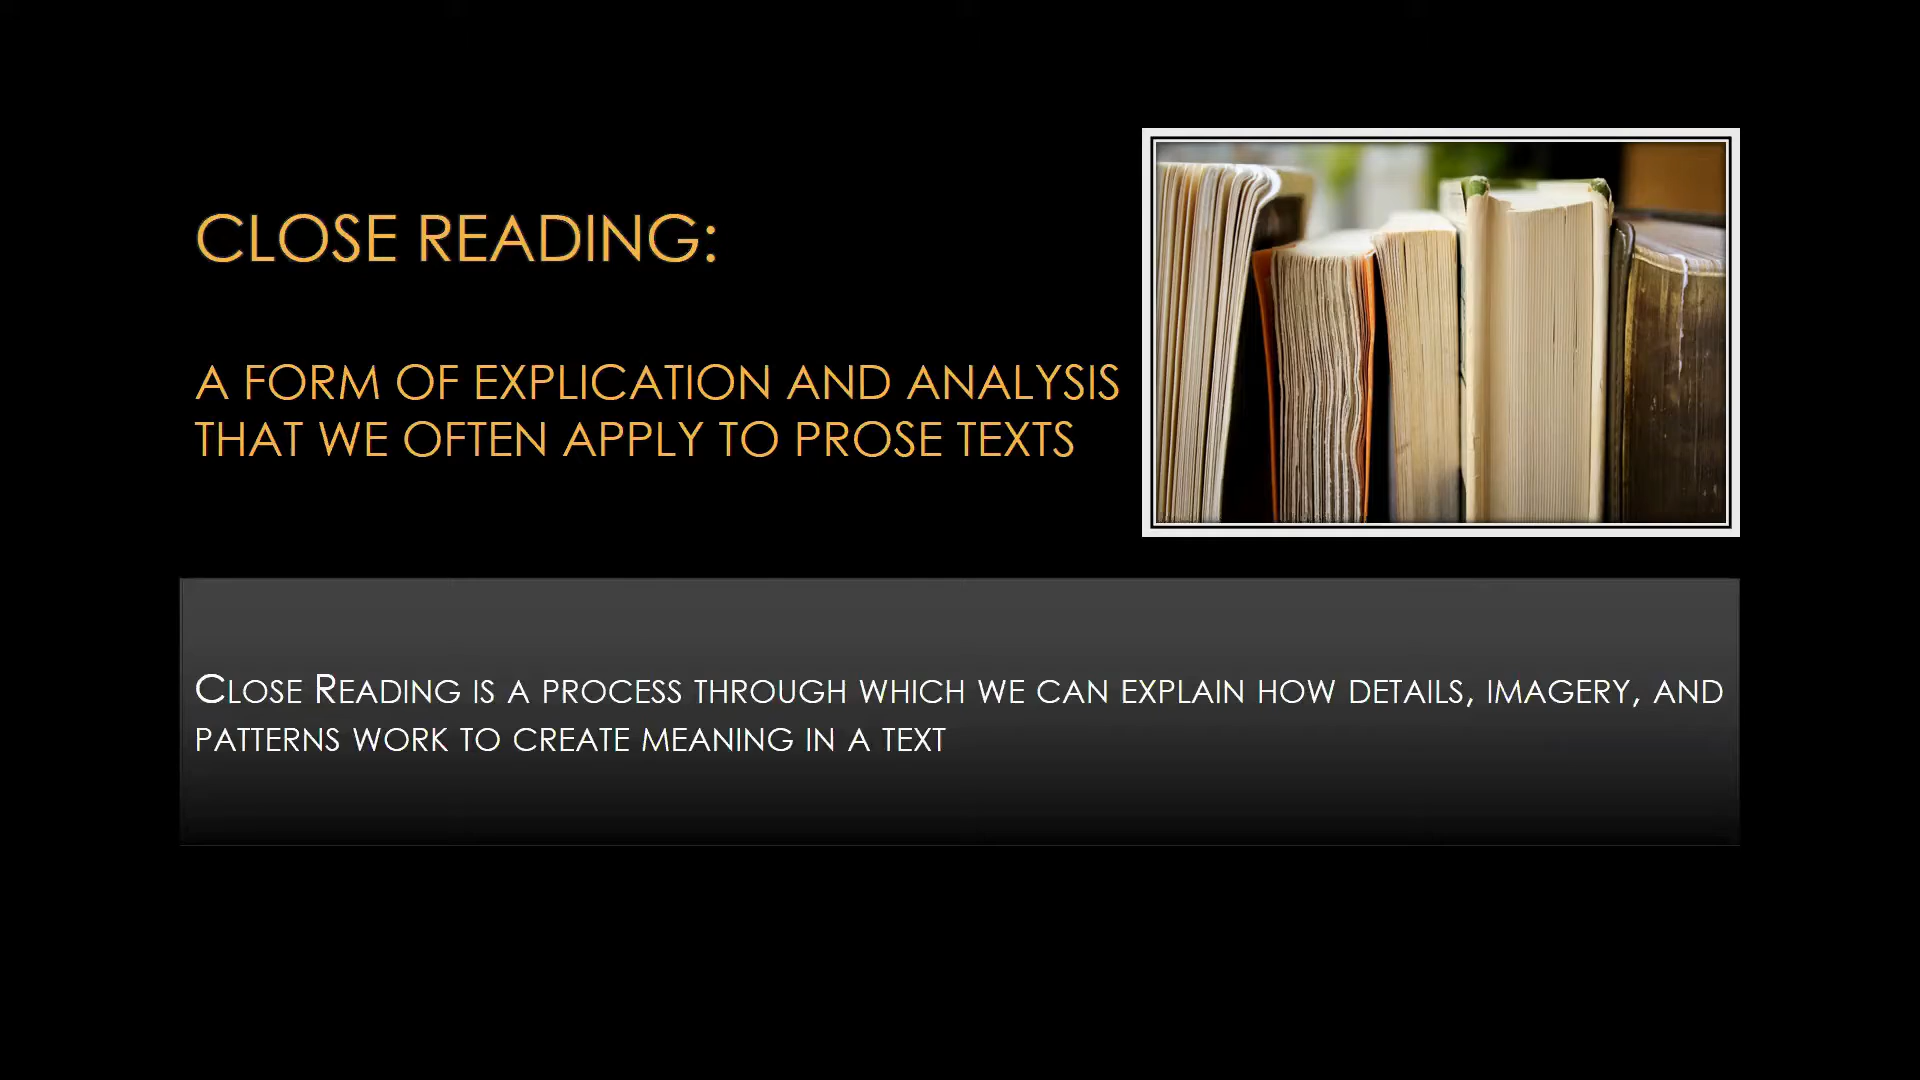 CLOSE READING:
A FORM OF EXPLICATION AND ANALYSIS
THAT WE OFTEN APPLY TO PROSE TEXTS
Close Reading is a process through which we can explain how details, imagery, and
patterns work to create meaning in a text